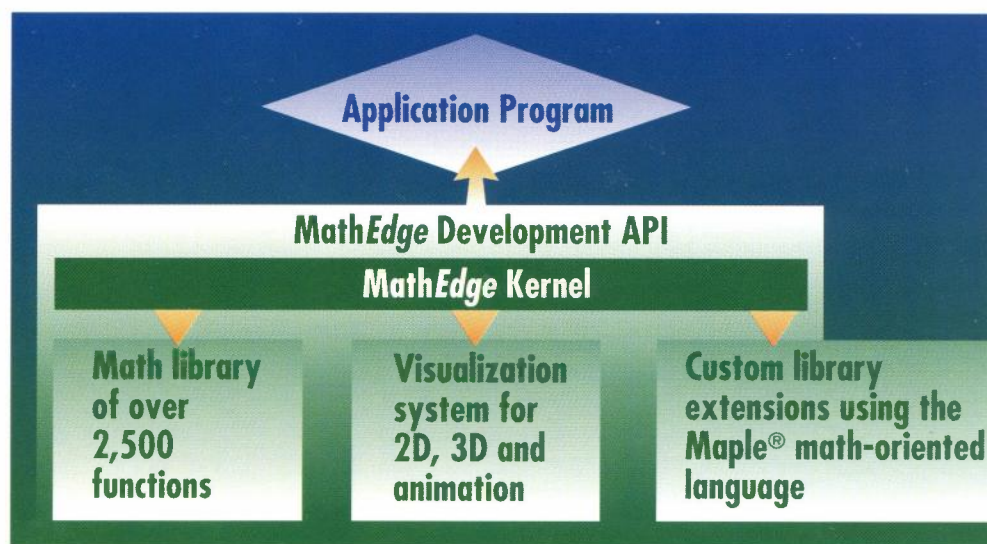 Application Program
MathEdge Development API
MathEdge Kernel
Math library
of over
2,500
functions
Visualization
system for
2D, 3D and
animation
Custom library
extensions using the
Maple® math-oriented
language